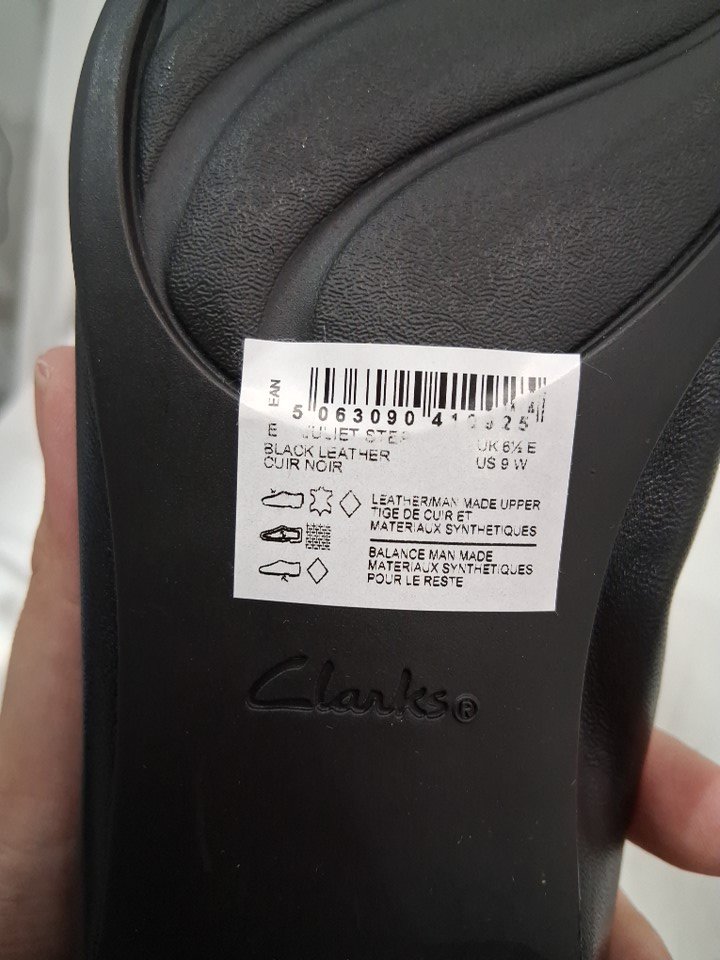 EAN
5 063090
JULIET STEP
UK 6½ E
BLACK LEATHER
US 9 W
CUIR NOIR
LEATHER/MAN MADE UPPER
TIGE DE CUIR ET
MATERIAUX SYNTHETIQUES
BALANCE MAN MADE
MATERIAUX SYNTHETIQUES
POUR LE RESTE
Clarks®